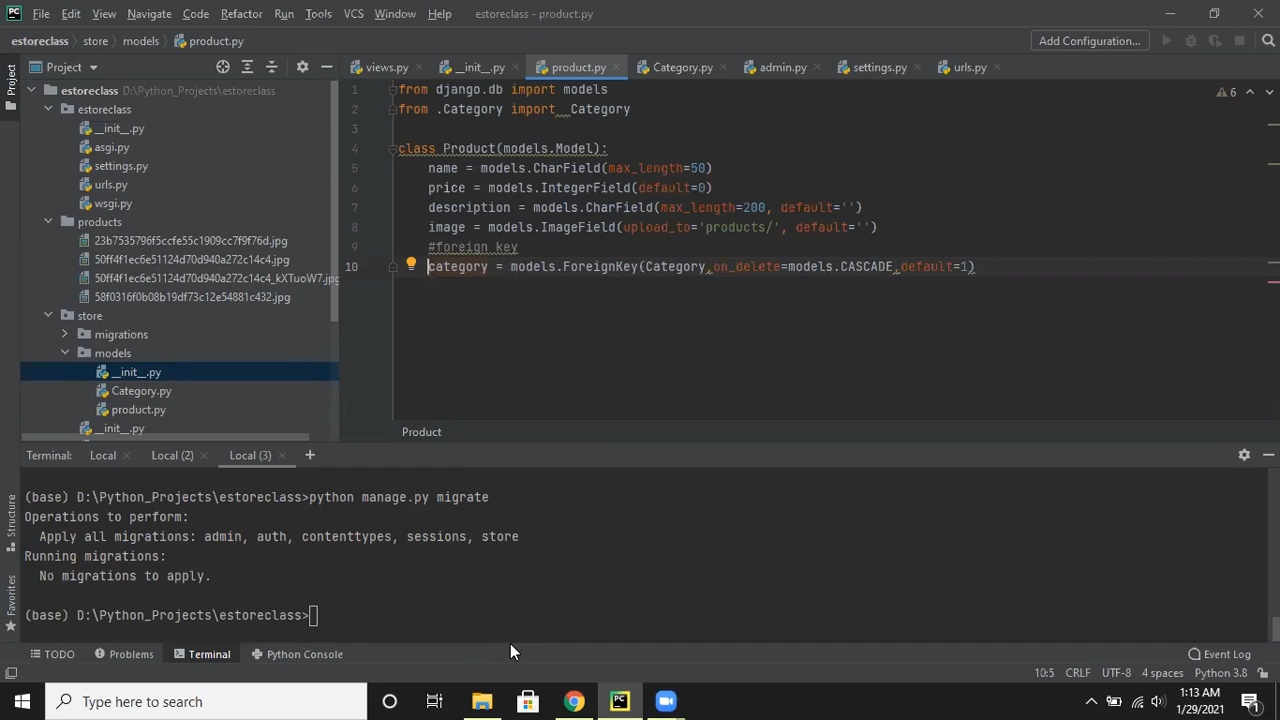 File Edit View Navigate Code Refactor Run Tools VCS Window Help estoreclass - product.py
estoreclass store models product.py Add Configuration...
Project
views.py __init__.py product.py Category.py admin.py settings.py urls.py
Project
estoreclass D:\Python_Projects\estoreclass
estoreclass
__init__.py
asgi.py
settings.py
urls.py
wsgi.py
products
23b7535796f5ccfe55c1909cc7f9f76d.jpg
50ff4f1ec6e51124d70d940a272c14c4.jpg
50ff4f1ec6e51124d70d940a272c14c4_kXTuoW7.jpg
58f0316f0b08b19df73c12e54881c432.jpg
store
migrations
models
__init__.py
Category.py
product.py
__init__.py
6
1 from django.db import models
2 from .Category import  Category
3
4 class Product(models.Model):
5 name = models.CharField(max_length=50)
6 price = models.IntegerField(default=0)
7 description = models.CharField(max_length=200, default='')
8 image = models.ImageField(upload_to='products/', default='')
9 #foreign key
10 category = models.ForeignKey(Category,on_delete=models.CASCADE,default=1)
Product
Terminal: Local Local (2) Local (3) +
(base) D:\Python_Projects\estoreclass>python manage.py migrate
Operations to perform:
Apply all migrations: admin, auth, contenttypes, sessions, store
Running migrations:
No migrations to apply.
(base) D:\Python_Projects\estoreclass>
Structure
Favorites
TODO Problems Terminal Python Console Event Log
10:5 CRLF UTF-8 4 spaces Python 3.8
Type here to search
1:13 AM
1/29/2021
1